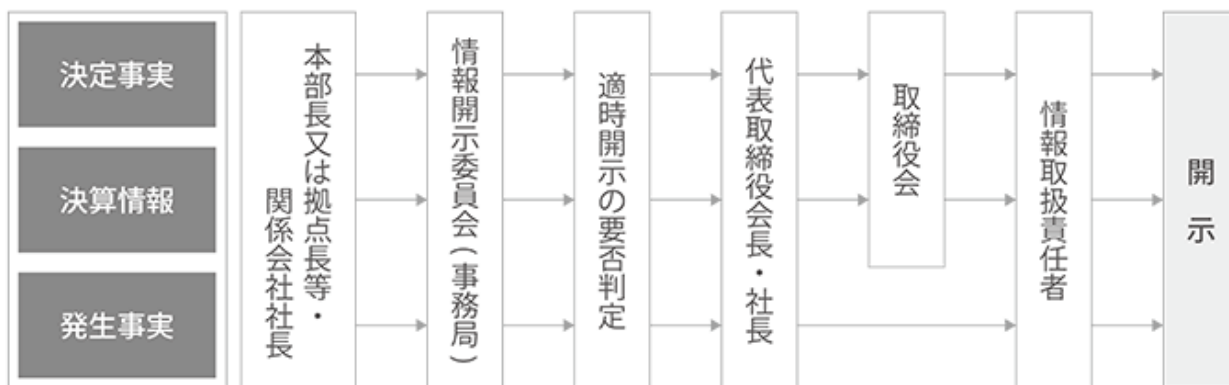 決定事実
決算情報
発生事実
本部長又は拠点長等・
関係会社社長
情報開示委員会(事務局)
適時開示の要否判定
代表取締役会長・社長
取締役会
情報取扱責任者
開示